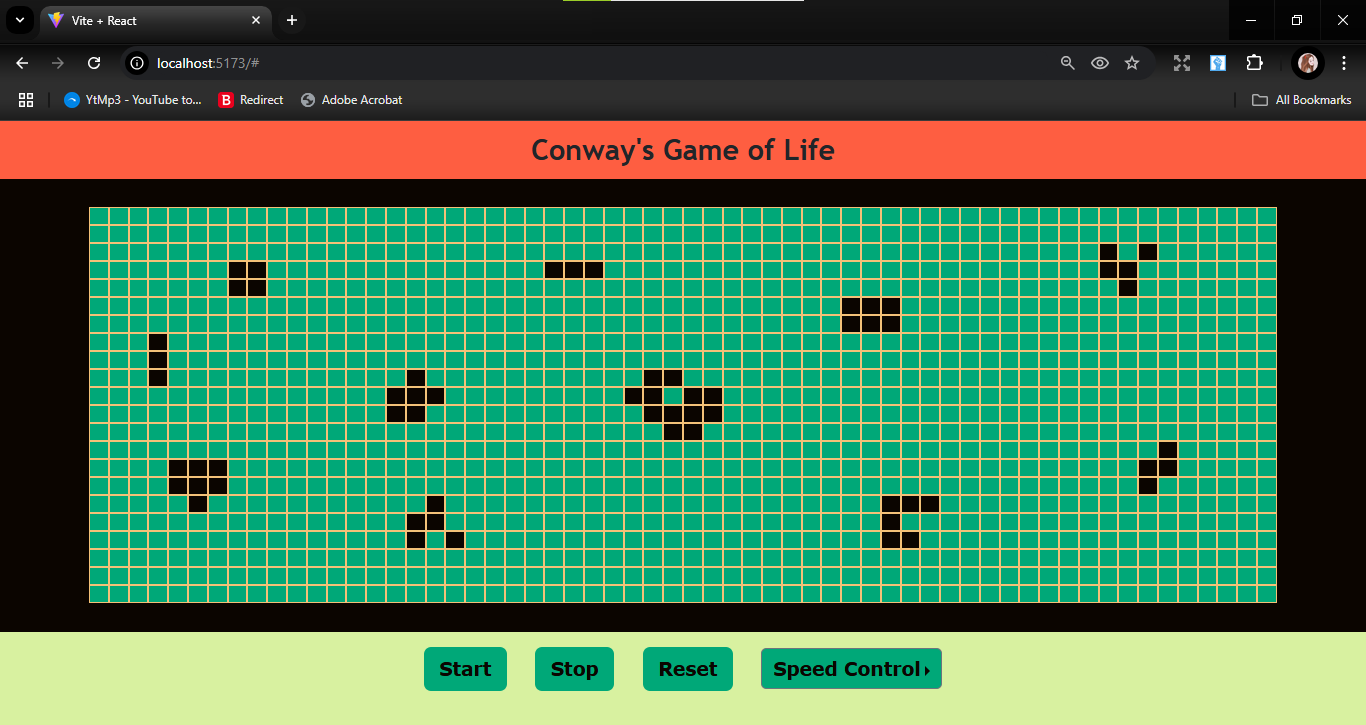 Vite + React
localhost:5173/#
YtMp3 - YouTube to...
B Redirect
Adobe Acrobat
All Bookmarks
Conway's Game of Life
Start
Stop
Reset
Speed Control